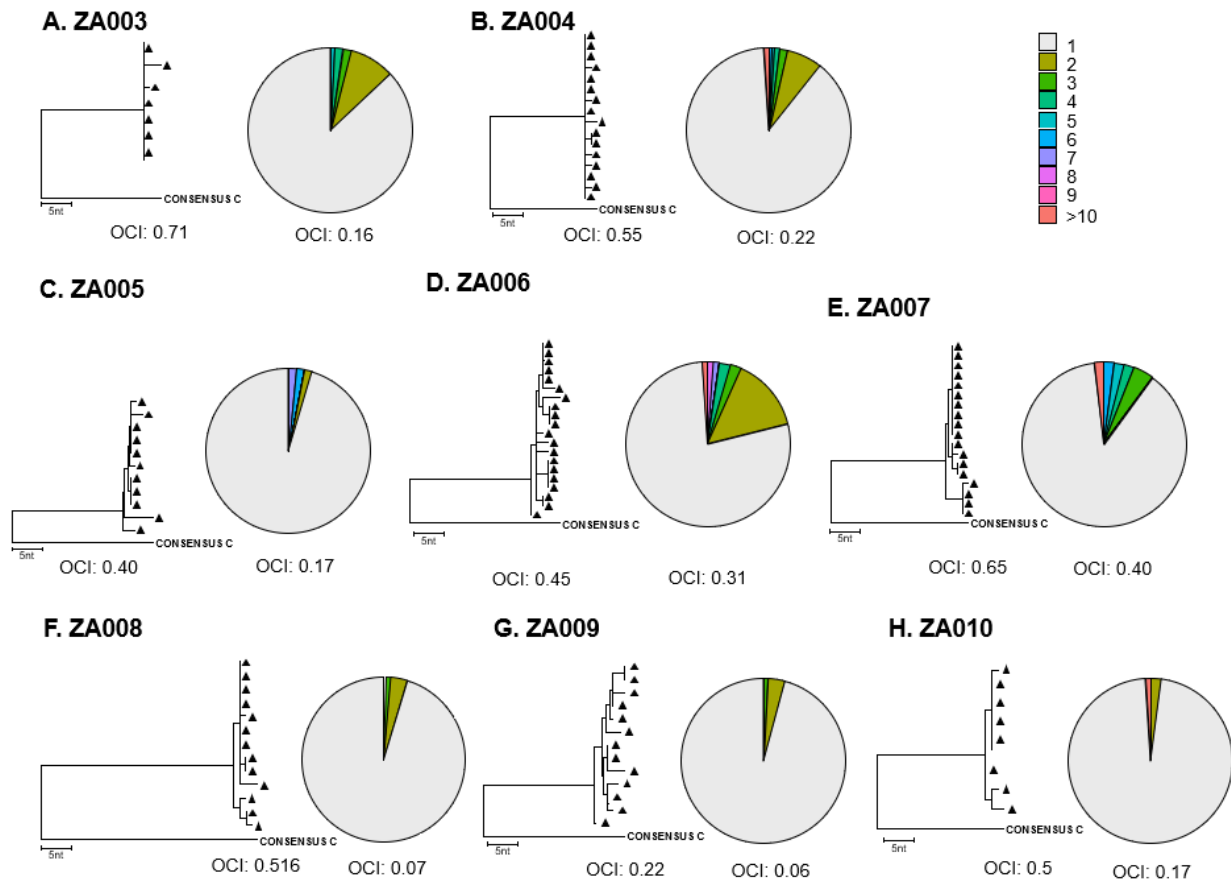 A. ZA003
B. ZA004
1
2
3
4
5
6
7
8
9
>10
CONSENSUS C
5nt
OCI: 0.71
OCI: 0.16
CONSENSUS C
5nt
OCI: 0.55
OCI: 0.22
C. ZA005
D. ZA006
E. ZA007
CONSENSUS C
5nt
OCI: 0.40
OCI: 0.17
CONSENSUS C
5nt
OCI: 0.45
OCI: 0.31
CONSENSUS C
5nt
OCI: 0.65
OCI: 0.40
F. ZA008
G. ZA009
H. ZA010
CONSENSUS C
5nt
OCI: 0.516
OCI: 0.07
CONSENSUS C
5nt
OCI: 0.22
OCI: 0.06
CONSENSUS C
5nt
OCI: 0.5
OCI: 0.17